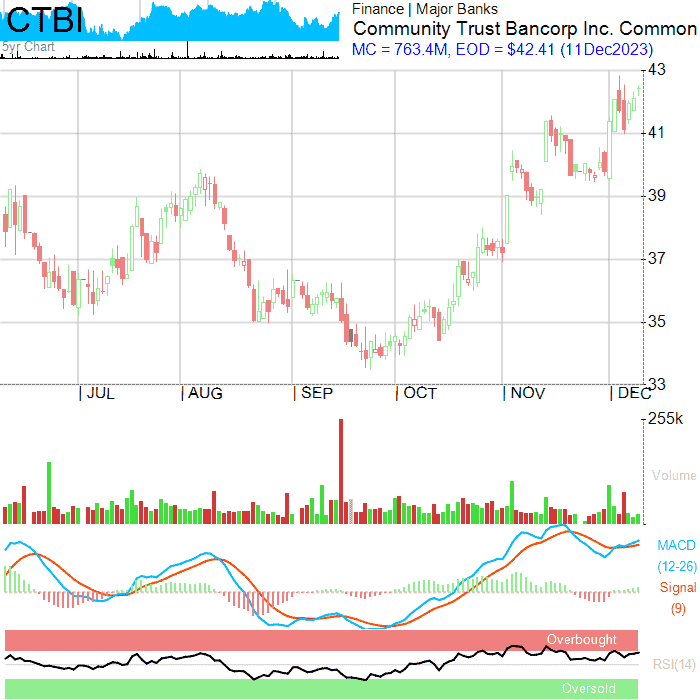 CTBI
5yr Chart
Finance | Major Banks
Community Trust Bancorp Inc. Common
MC = 763.4M, EOD = $42.41 (11Dec2023)
43
41
39
37
35
33
| JUL
| AUG
| SEP
| OCT
| NOV
| DEC
255k
Volume
MACD
(12-26)
Signal
(9)
Overbought
RSI(14)
Oversold